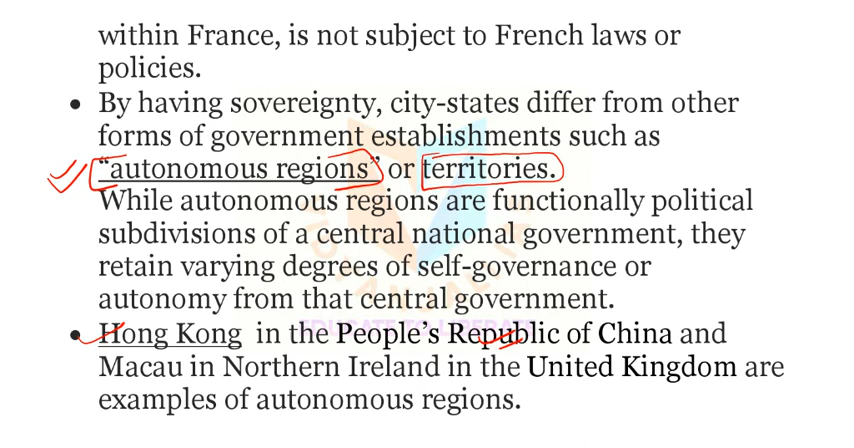 within France, is not subject to French laws or
policies.
• By having sovereignty, city-states differ from other
forms of government establishments such as
“autonomous regions” or territories.
While autonomous regions are functionally political
subdivisions of a central national government, they
retain varying degrees of self-governance or
autonomy from that central government.
• Hong Kong in the People’s Republic of China and
Macau in Northern Ireland in the United Kingdom are
examples of autonomous regions.